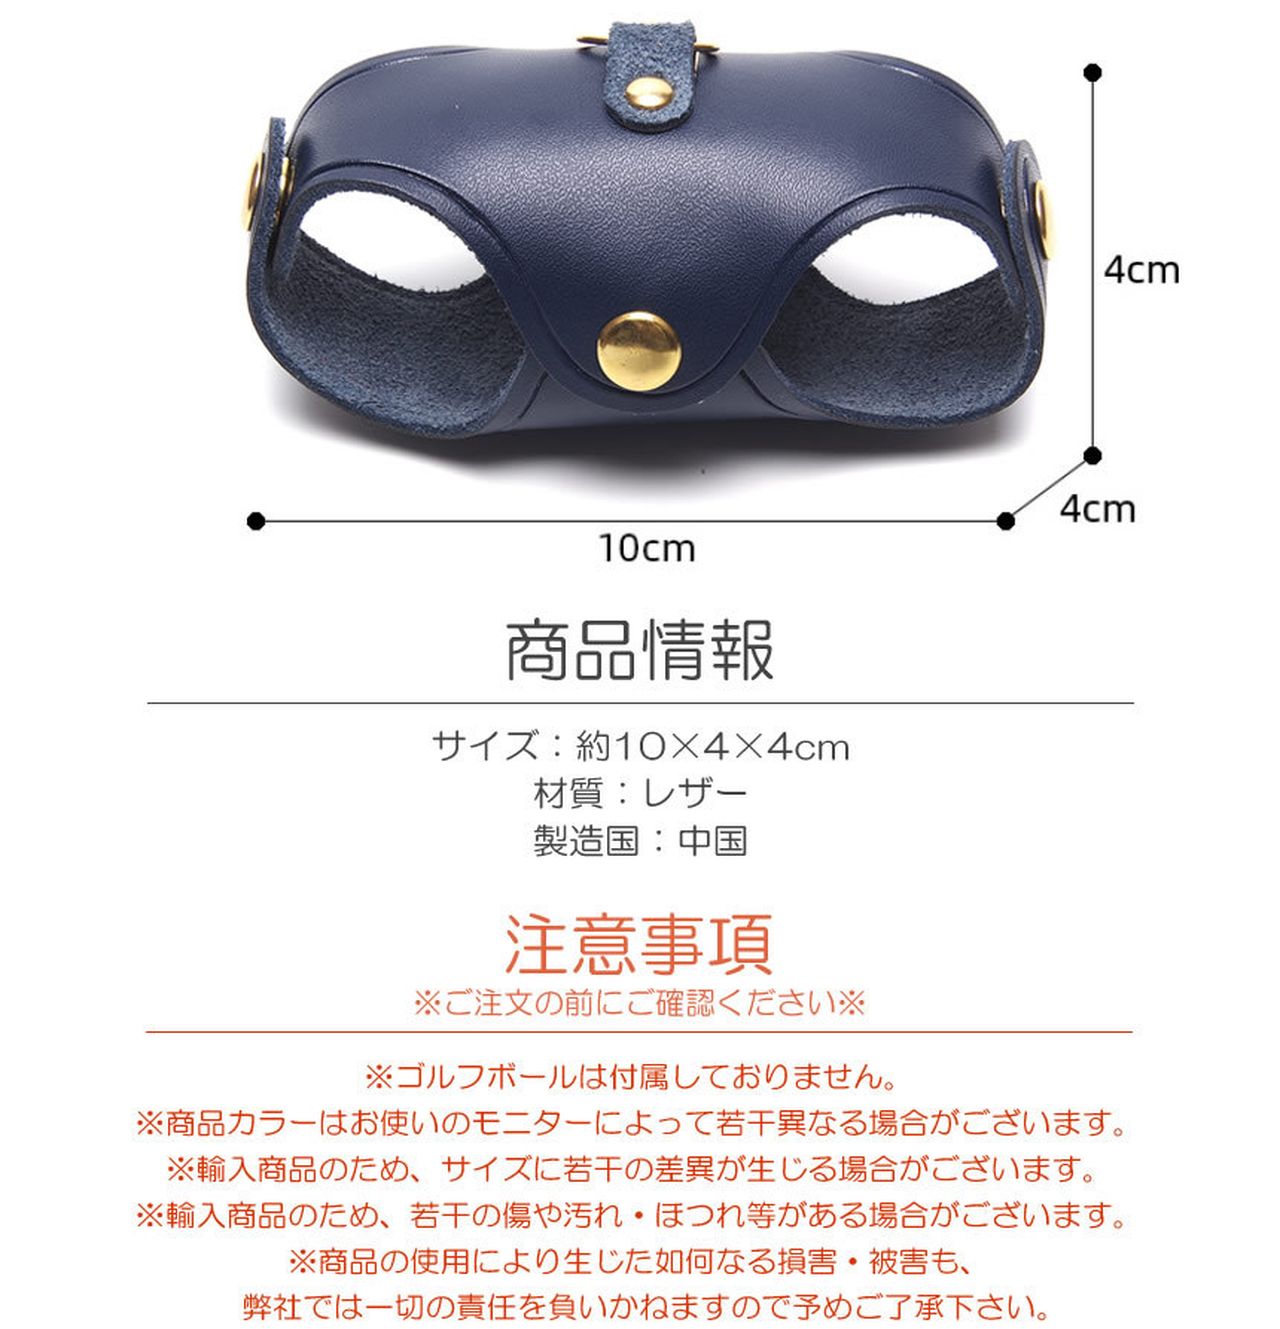 4cm
4cm
10cm
商品情報
サイズ：約10×4×4cm
材質：レザー
製造国：中国
注意事項
※ご注文の前にご確認ください※
※ゴルフボールは付属しておりません。
※商品カラーはお使いのモニターによって若干異なる場合がございます。
※輸入商品のため、サイズに若干の差異が生じる場合がございます。
※輸入商品のため、若干の傷や汚れ・ほつれ等がある場合がございます。
※商品の使用により生じた如何なる損害・被害も、
弊社では一切の責任を負いかねますので予めご了承下さい。